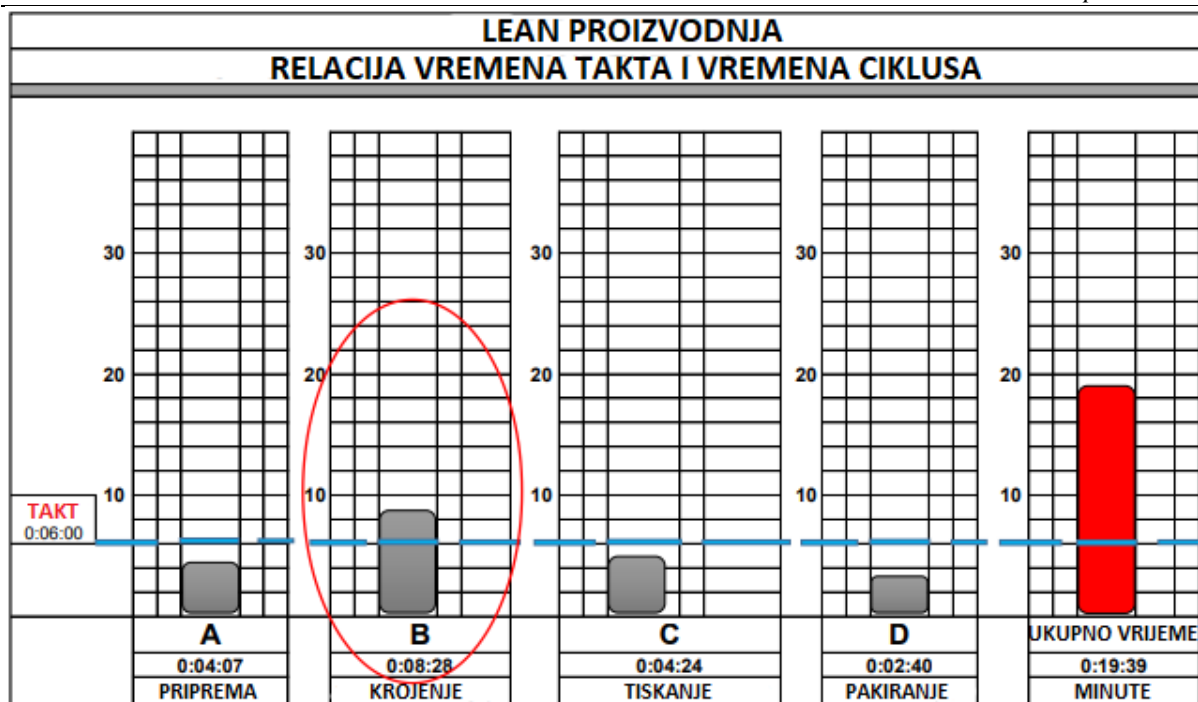 LEAN PROIZVODNJA
RELACIJA VREMENA TAKTA I VREMENA CIKLUSA
30 30 30 30 30
20 20 20 20 20
10 10 10 10 10
TAKT
0:06:00
A B C D UKUPNO VRIJEME
0:04:07 0:08:28 0:04:24 0:02:40 0:19:39
PRIPREMA KROJENJE TISKANJE PAKIRANJE MINUTE